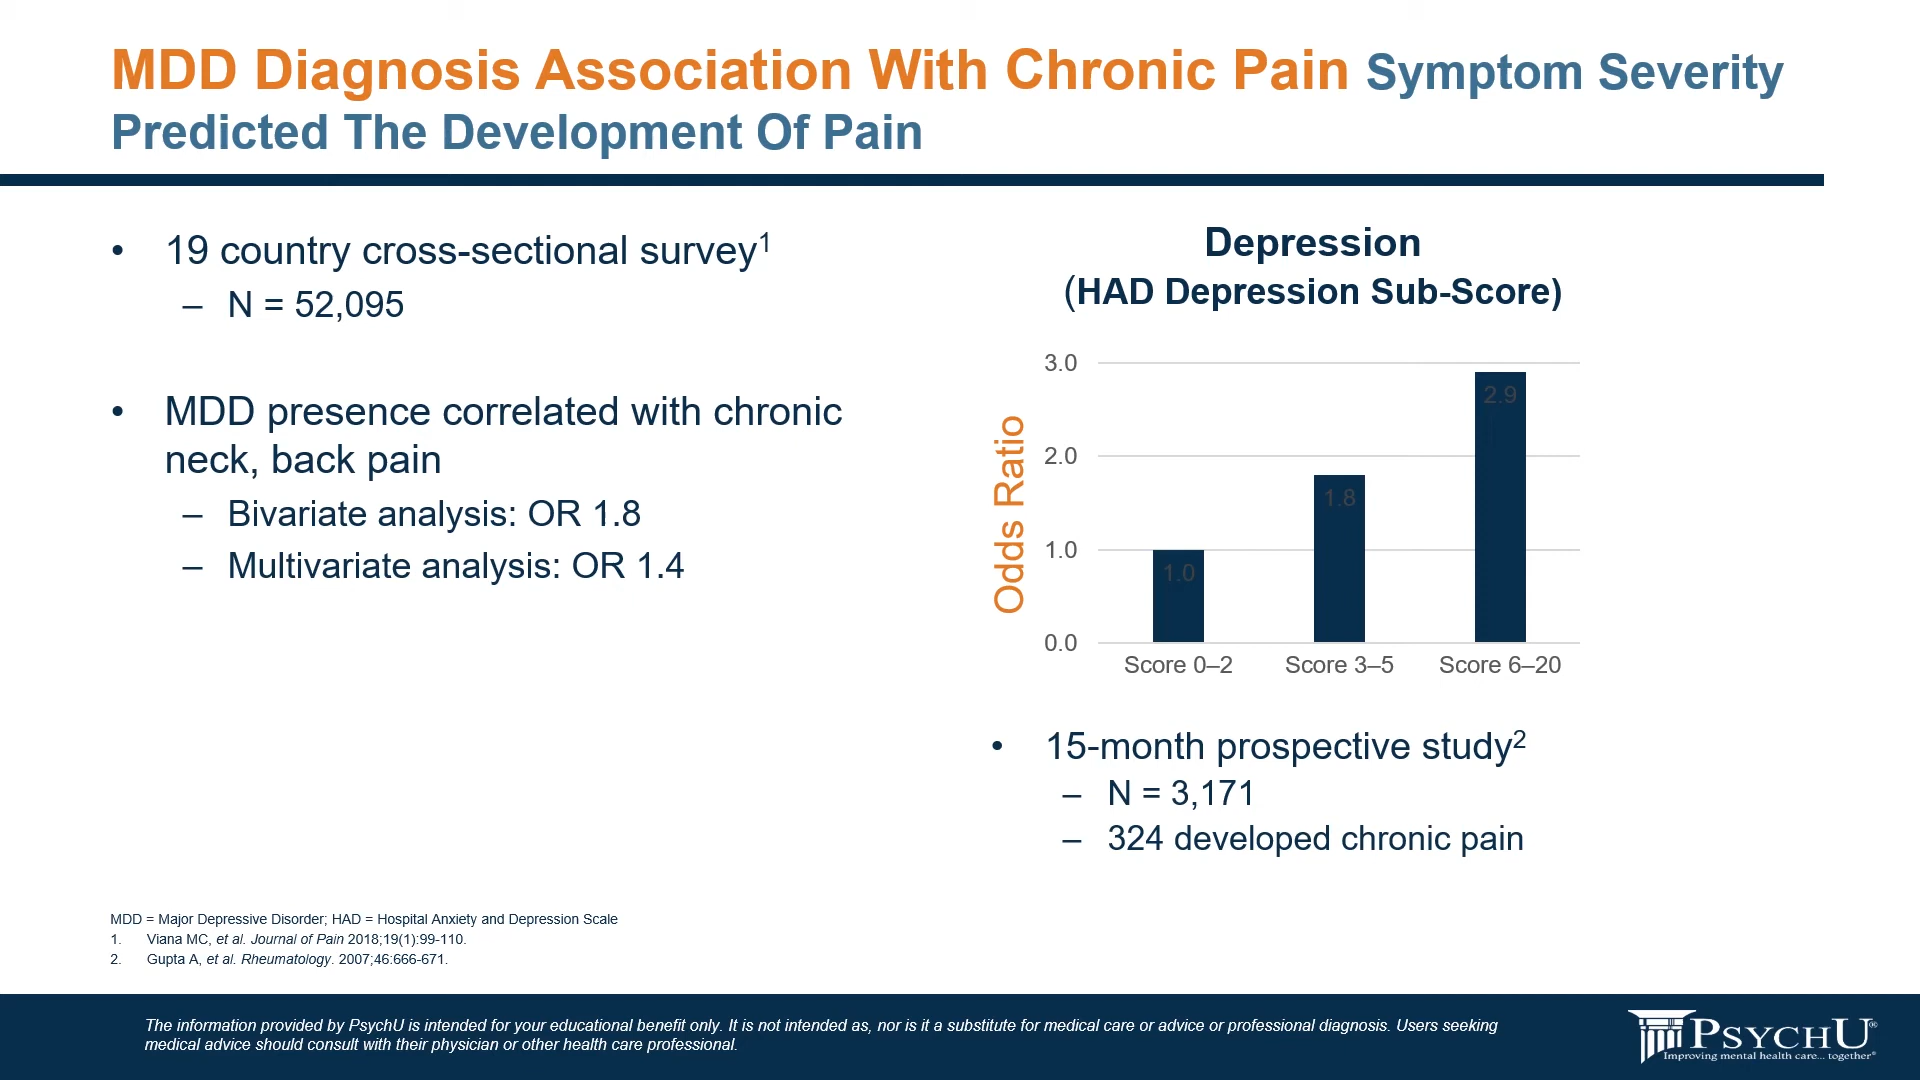 MDD Diagnosis Association With Chronic Pain Symptom Severity
Predicted The Development Of Pain
• 19 country cross-sectional survey1
– N = 52,095
• MDD presence correlated with chronic
neck, back pain
– Bivariate analysis: OR 1.8
– Multivariate analysis: OR 1.4
Depression
(HAD Depression Sub-Score)
Odds Ratio
3.0
2.0
1.0
0.0
1.0
1.8
2.9
Score 0–2
Score 3–5
Score 6–20
• 15-month prospective study2
– N = 3,171
– 324 developed chronic pain
MDD = Major Depressive Disorder; HAD = Hospital Anxiety and Depression Scale
1. Viana MC, et al. Journal of Pain 2018;19(1):99-110.
2. Gupta A, et al. Rheumatology. 2007;46:666-671.
The information provided by PsychU is intended for your educational benefit only. It is not intended as, nor is it a substitute for medical care or advice or professional diagnosis. Users seeking
medical advice should consult with their physician or other health care professional.
PSYCHU®
Improving mental health care... together®